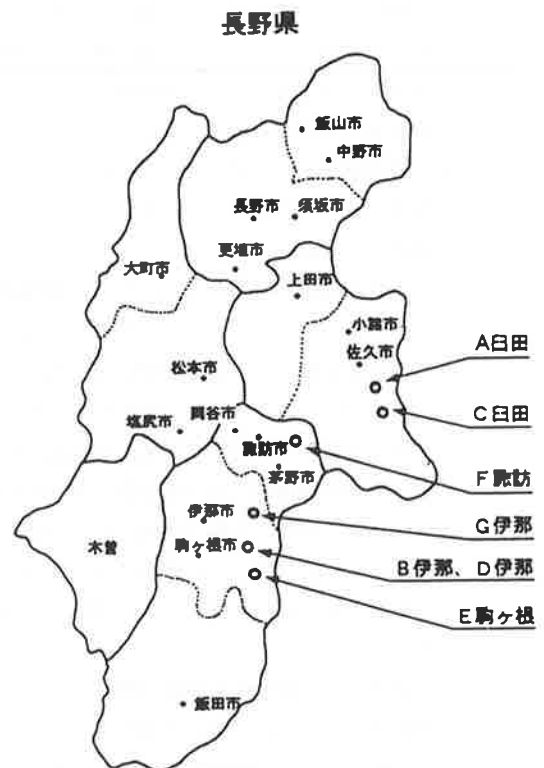 長野県
飯山市
中野市
長野市
須坂市
更埴市
大町市
上田市
小諸市
佐久市
A臼田
松本市
C臼田
岡谷市
塩尻市
諏訪市
F諏訪
茅野市
伊那市
G伊那
木曽
駒ヶ根市
B伊那、D伊那
E駒ヶ根
飯田市